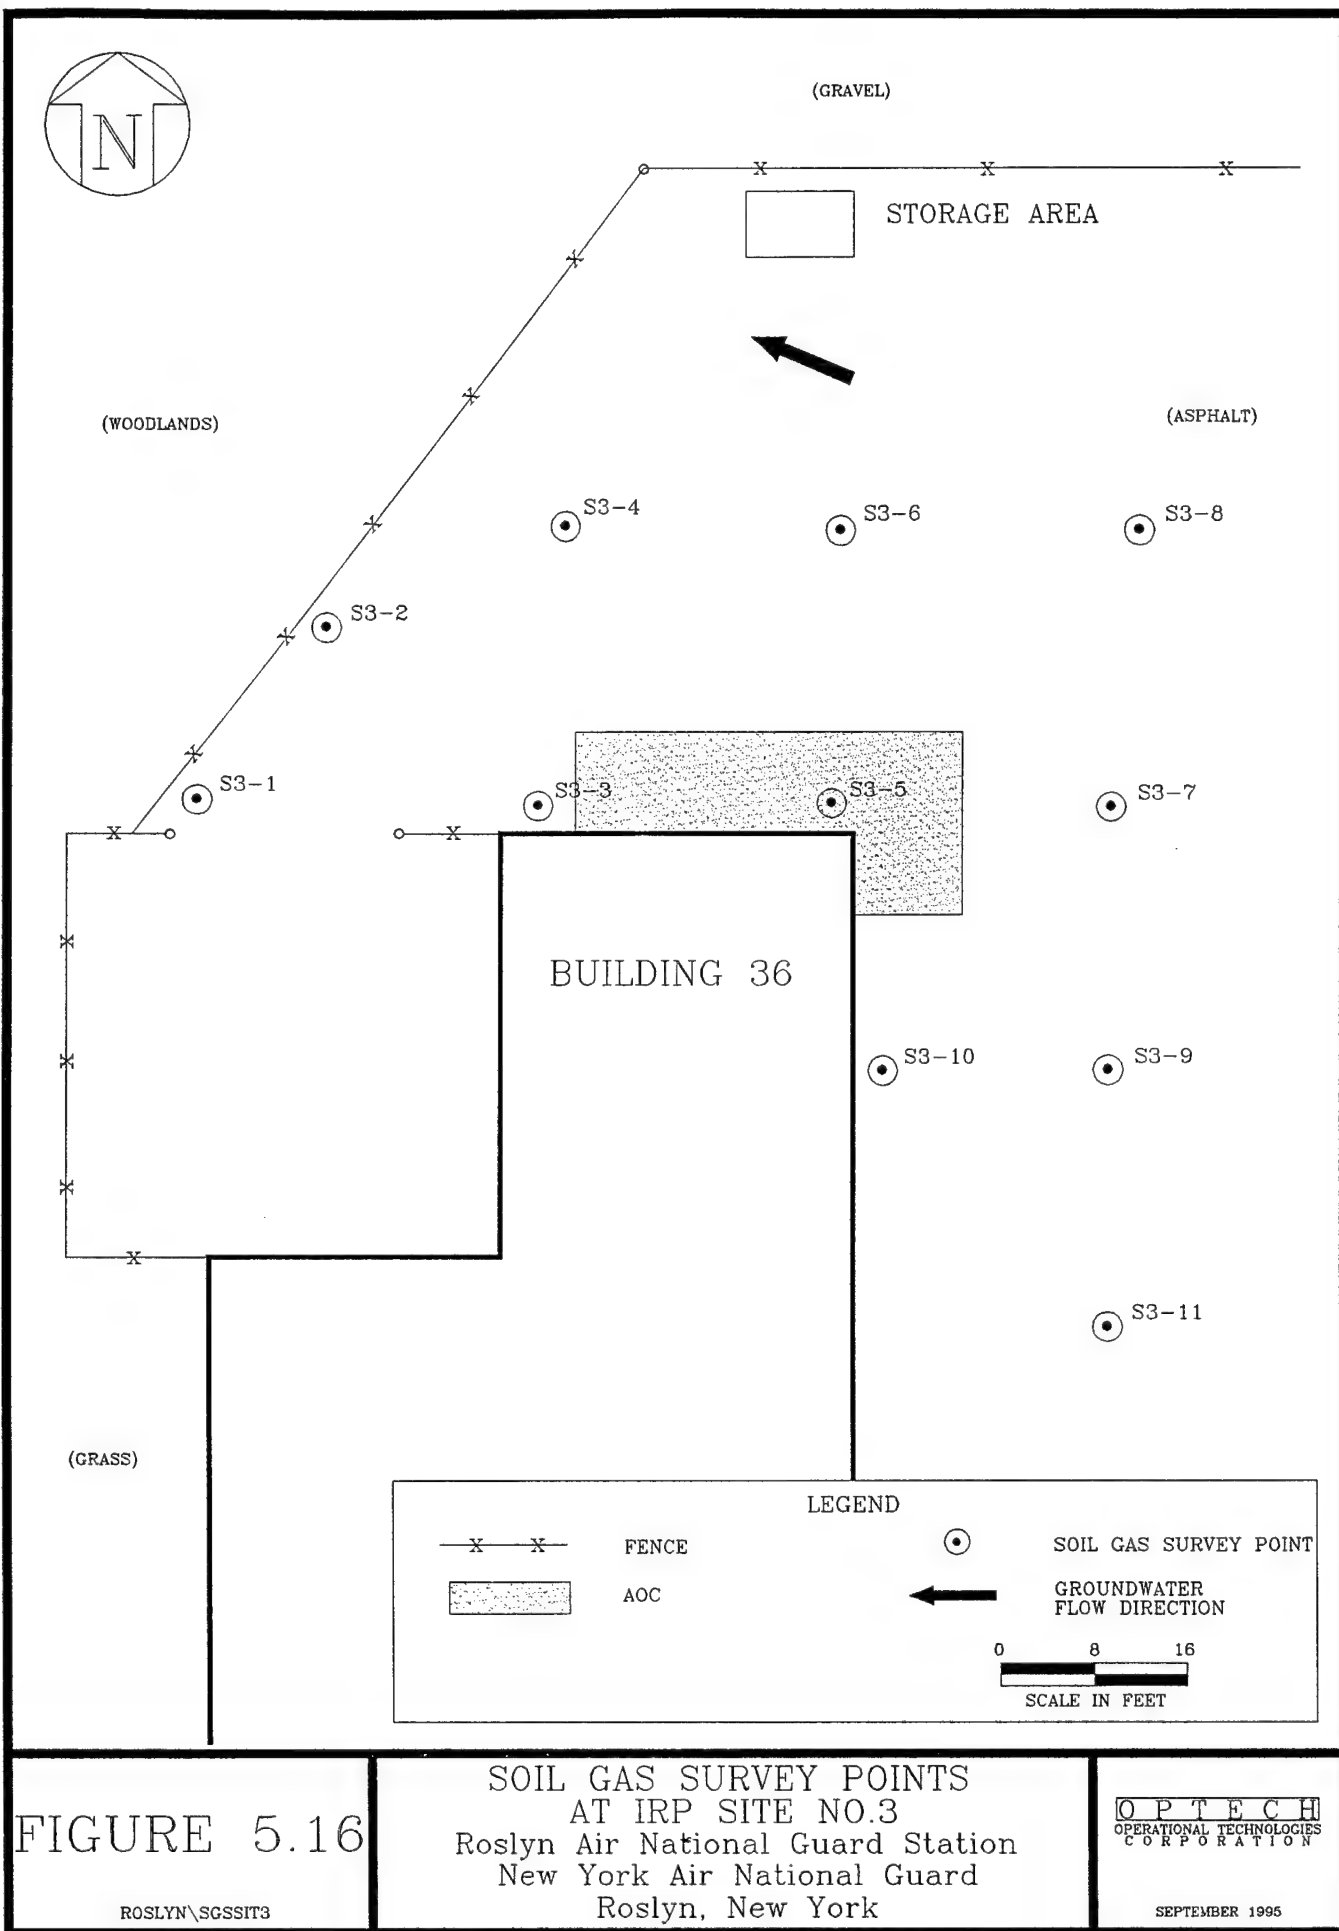 (GRAVEL)
N
X X X
STORAGE AREA
X
X
(WOODLANDS)
(ASPHALT)
S3-4
S3-6
S3-8
X
S3-2
X
X
S3-1
S3-3
S3-5
S3-7
X X
X
BUILDING 36
S3-10
S3-9
X
X
X
S3-11
(GRASS)
LEGEND
X X FENCE
SOIL GAS SURVEY POINT
AOC
GROUNDWATER
FLOW DIRECTION
0 8 16
SCALE IN FEET
FIGURE 5.16
ROSLYN\SGSSIT3
SOIL GAS SURVEY POINTS
AT IRP SITE NO.3
Roslyn Air National Guard Station
New York Air National Guard
Roslyn, New York
OPTECH
OPERATIONAL TECHNOLOGIES
CORPORATION
SEPTEMBER 1995